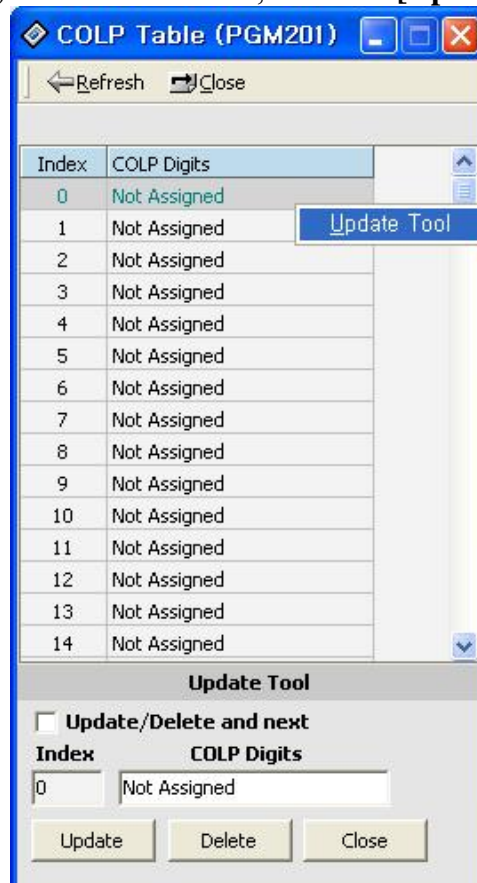 COLP Table (PGM201)
Refresh Close
Index COLP Digits
0 Not Assigned
Update Tool
1 Not Assigned
2 Not Assigned
3 Not Assigned
4 Not Assigned
5 Not Assigned
6 Not Assigned
7 Not Assigned
8 Not Assigned
9 Not Assigned
10 Not Assigned
11 Not Assigned
12 Not Assigned
13 Not Assigned
14 Not Assigned
Update Tool
Update/Delete and next
Index COLP Digits
0 Not Assigned
Update Delete Close